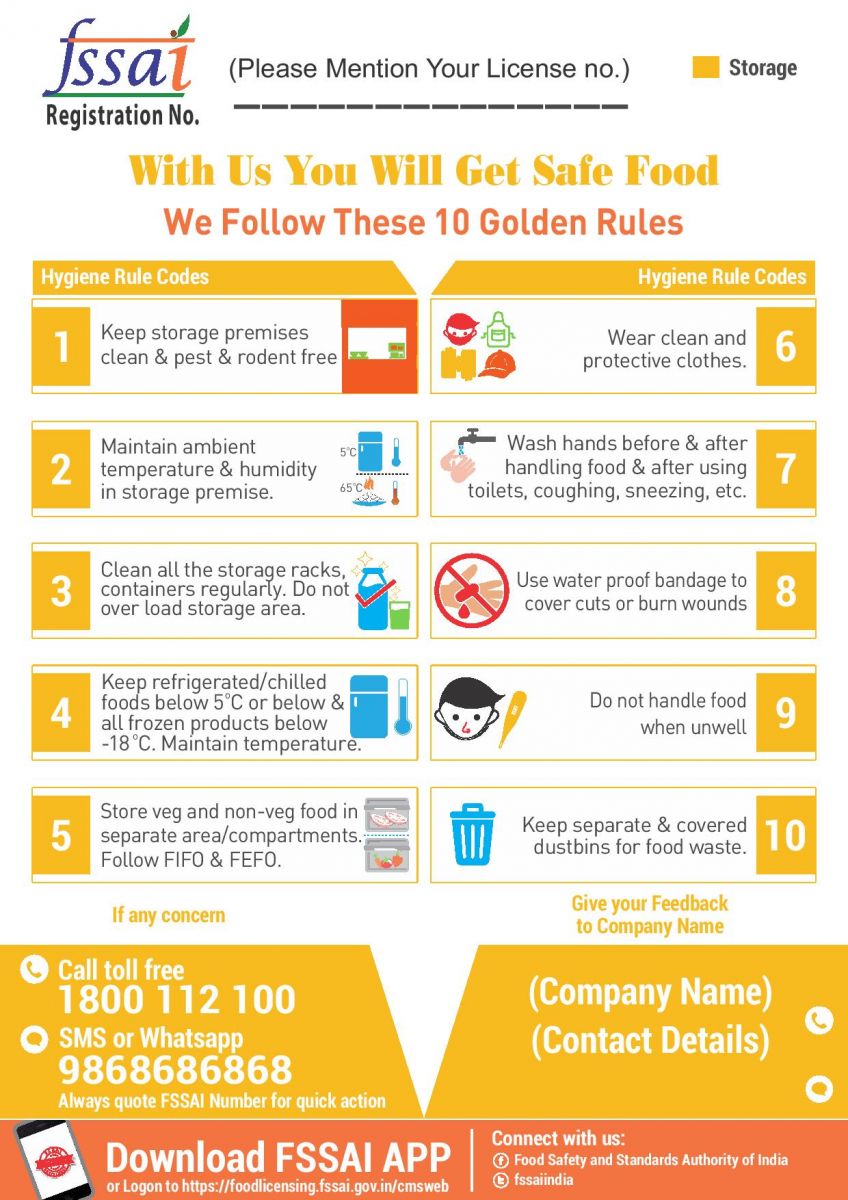 fssai
Registration No.
(Please Mention Your License no.)
Storage
With Us You Will Get Safe Food
We Follow These 10 Golden Rules
Hygiene Rule Codes
1
Keep storage premises
clean & pest & rodent free
2
Maintain ambient
temperature & humidity
in storage premise.
5°C
65°C
3
Clean all the storage racks,
containers regularly. Do not
over load storage area.
4
Keep refrigerated/chilled
foods below 5°C or below &
all frozen products below
-18°C. Maintain temperature.
5
Store veg and non-veg food in
separate area/compartments.
Follow FIFO & FEFO.
Hygiene Rule Codes
Wear clean and
protective clothes.
6
Wash hands before & after
handling food & after using
toilets, coughing, sneezing, etc.
7
Use water proof bandage to
cover cuts or burn wounds
8
Do not handle food
when unwell
9
Keep separate & covered
dustbins for food waste.
10
If any concern
Call toll free
1800 112 100
SMS or Whatsapp
9868686868
Always quote FSSAI Number for quick action
Give your Feedback
to Company Name
(Company Name)
(Contact Details)
Download FSSAI APP
or Logon to https://foodlicensing.fssai.gov.in/cmsweb
Connect with us:
Food Safety and Standards Authority of India
fssaiindia